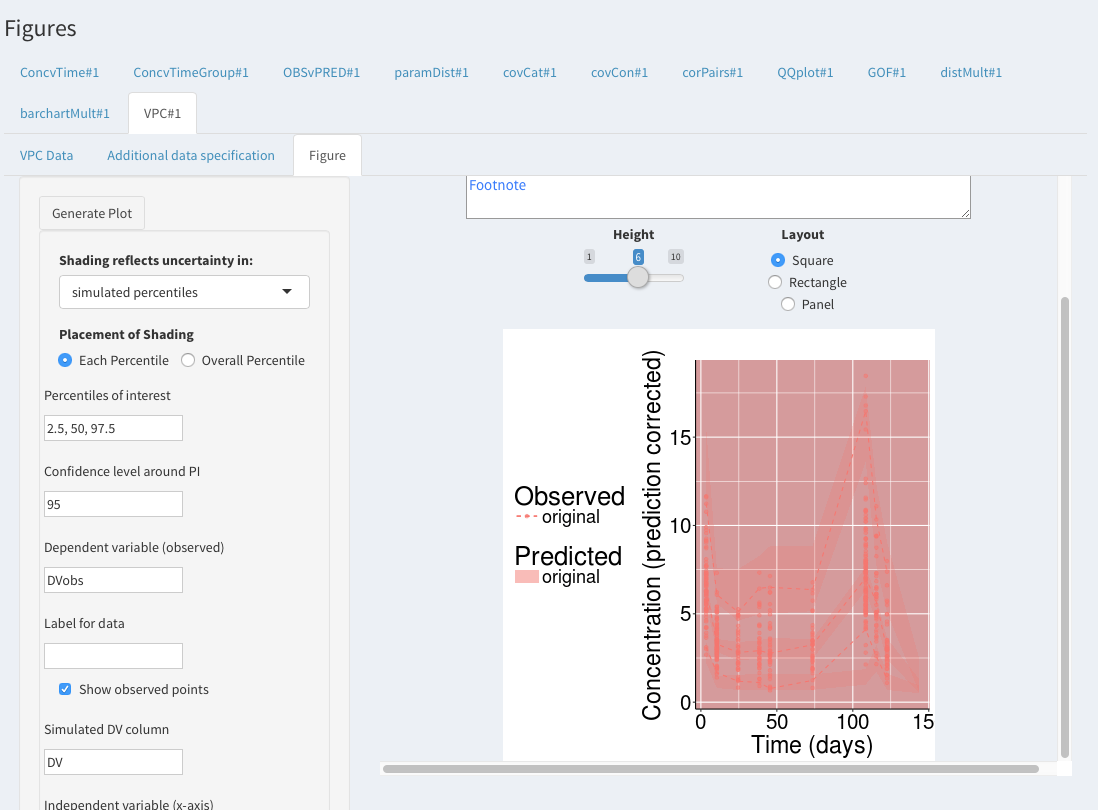 Figures
ConcvTime#1 ConcvTimeGroup#1 OBSvPRED#1 paramDist#1 covCat#1 covCon#1 corPairs#1 QQplot#1 GOF#1 distMult#1
barchartMult#1 VPC#1
VPC Data Additional data specification Figure
Generate Plot
Shading reflects uncertainty in:
simulated percentiles
Placement of Shading
Each Percentile Overall Percentile
Percentiles of interest
2.5, 50, 97.5
Confidence level around PI
95
Dependent variable (observed)
DVobs
Label for data
Show observed points
Simulated DV column
DV
Independent variable (x-axis)
Footnote
Height
1 6 10
Layout
Square
Rectangle
Panel
Observed
original
Predicted
original
Concentration (prediction corrected)
15
10
5
0
0 50 100 15
Time (days)